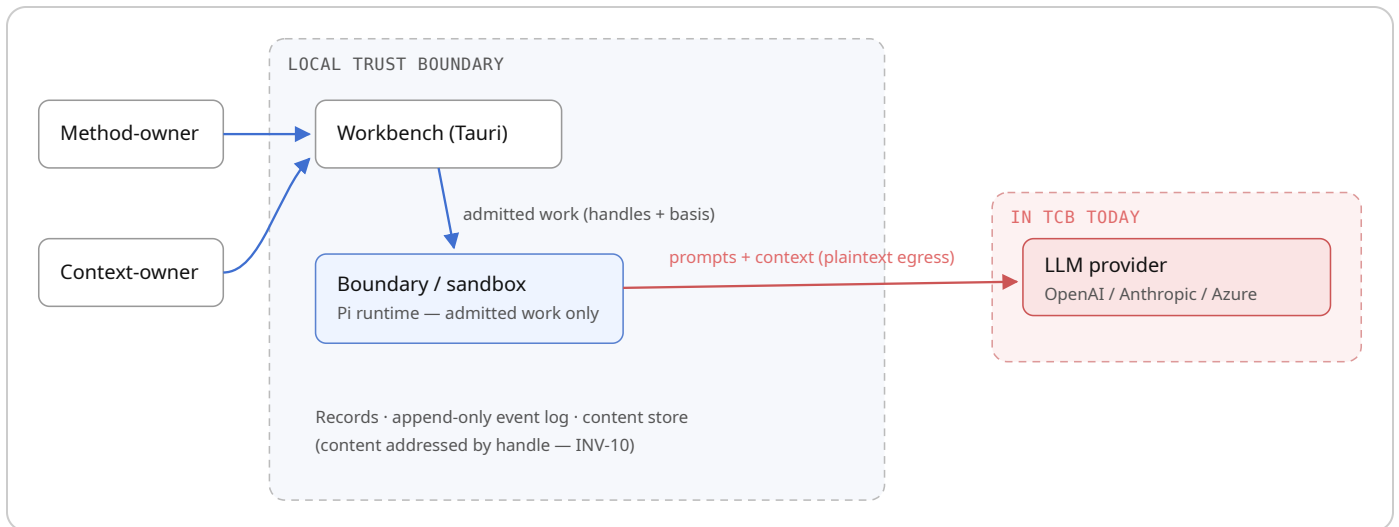 LOCAL TRUST BOUNDARY
Method-owner
Workbench (Tauri)
admitted work (handles + basis)
Context-owner
Boundary / sandbox
Pi runtime — admitted work only
prompts + context (plaintext egress)
IN TCB TODAY
LLM provider
OpenAI / Anthropic / Azure
Records · append-only event log · content store
(content addressed by handle — INV-10)